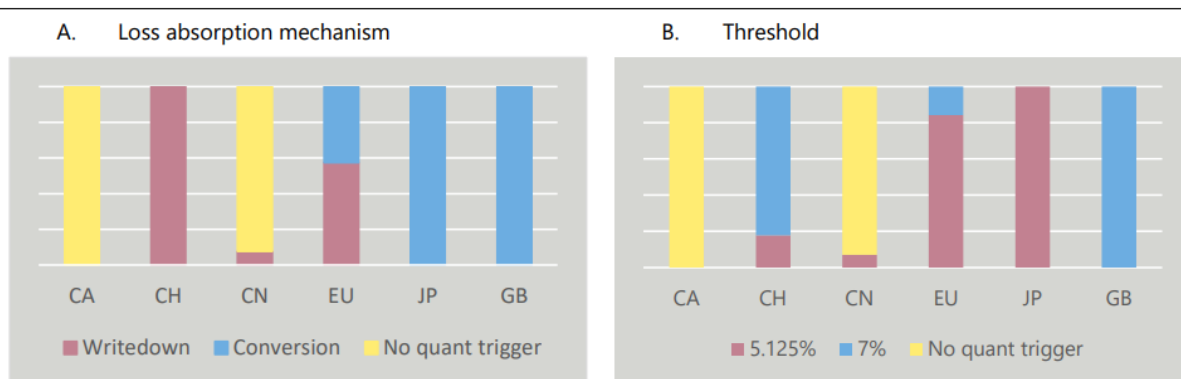 A. Loss absorption mechanism
CA CH CN EU JP GB
Writedown Conversion No quant trigger
B. Threshold
CA CH CN EU JP GB
5.125% 7% No quant trigger